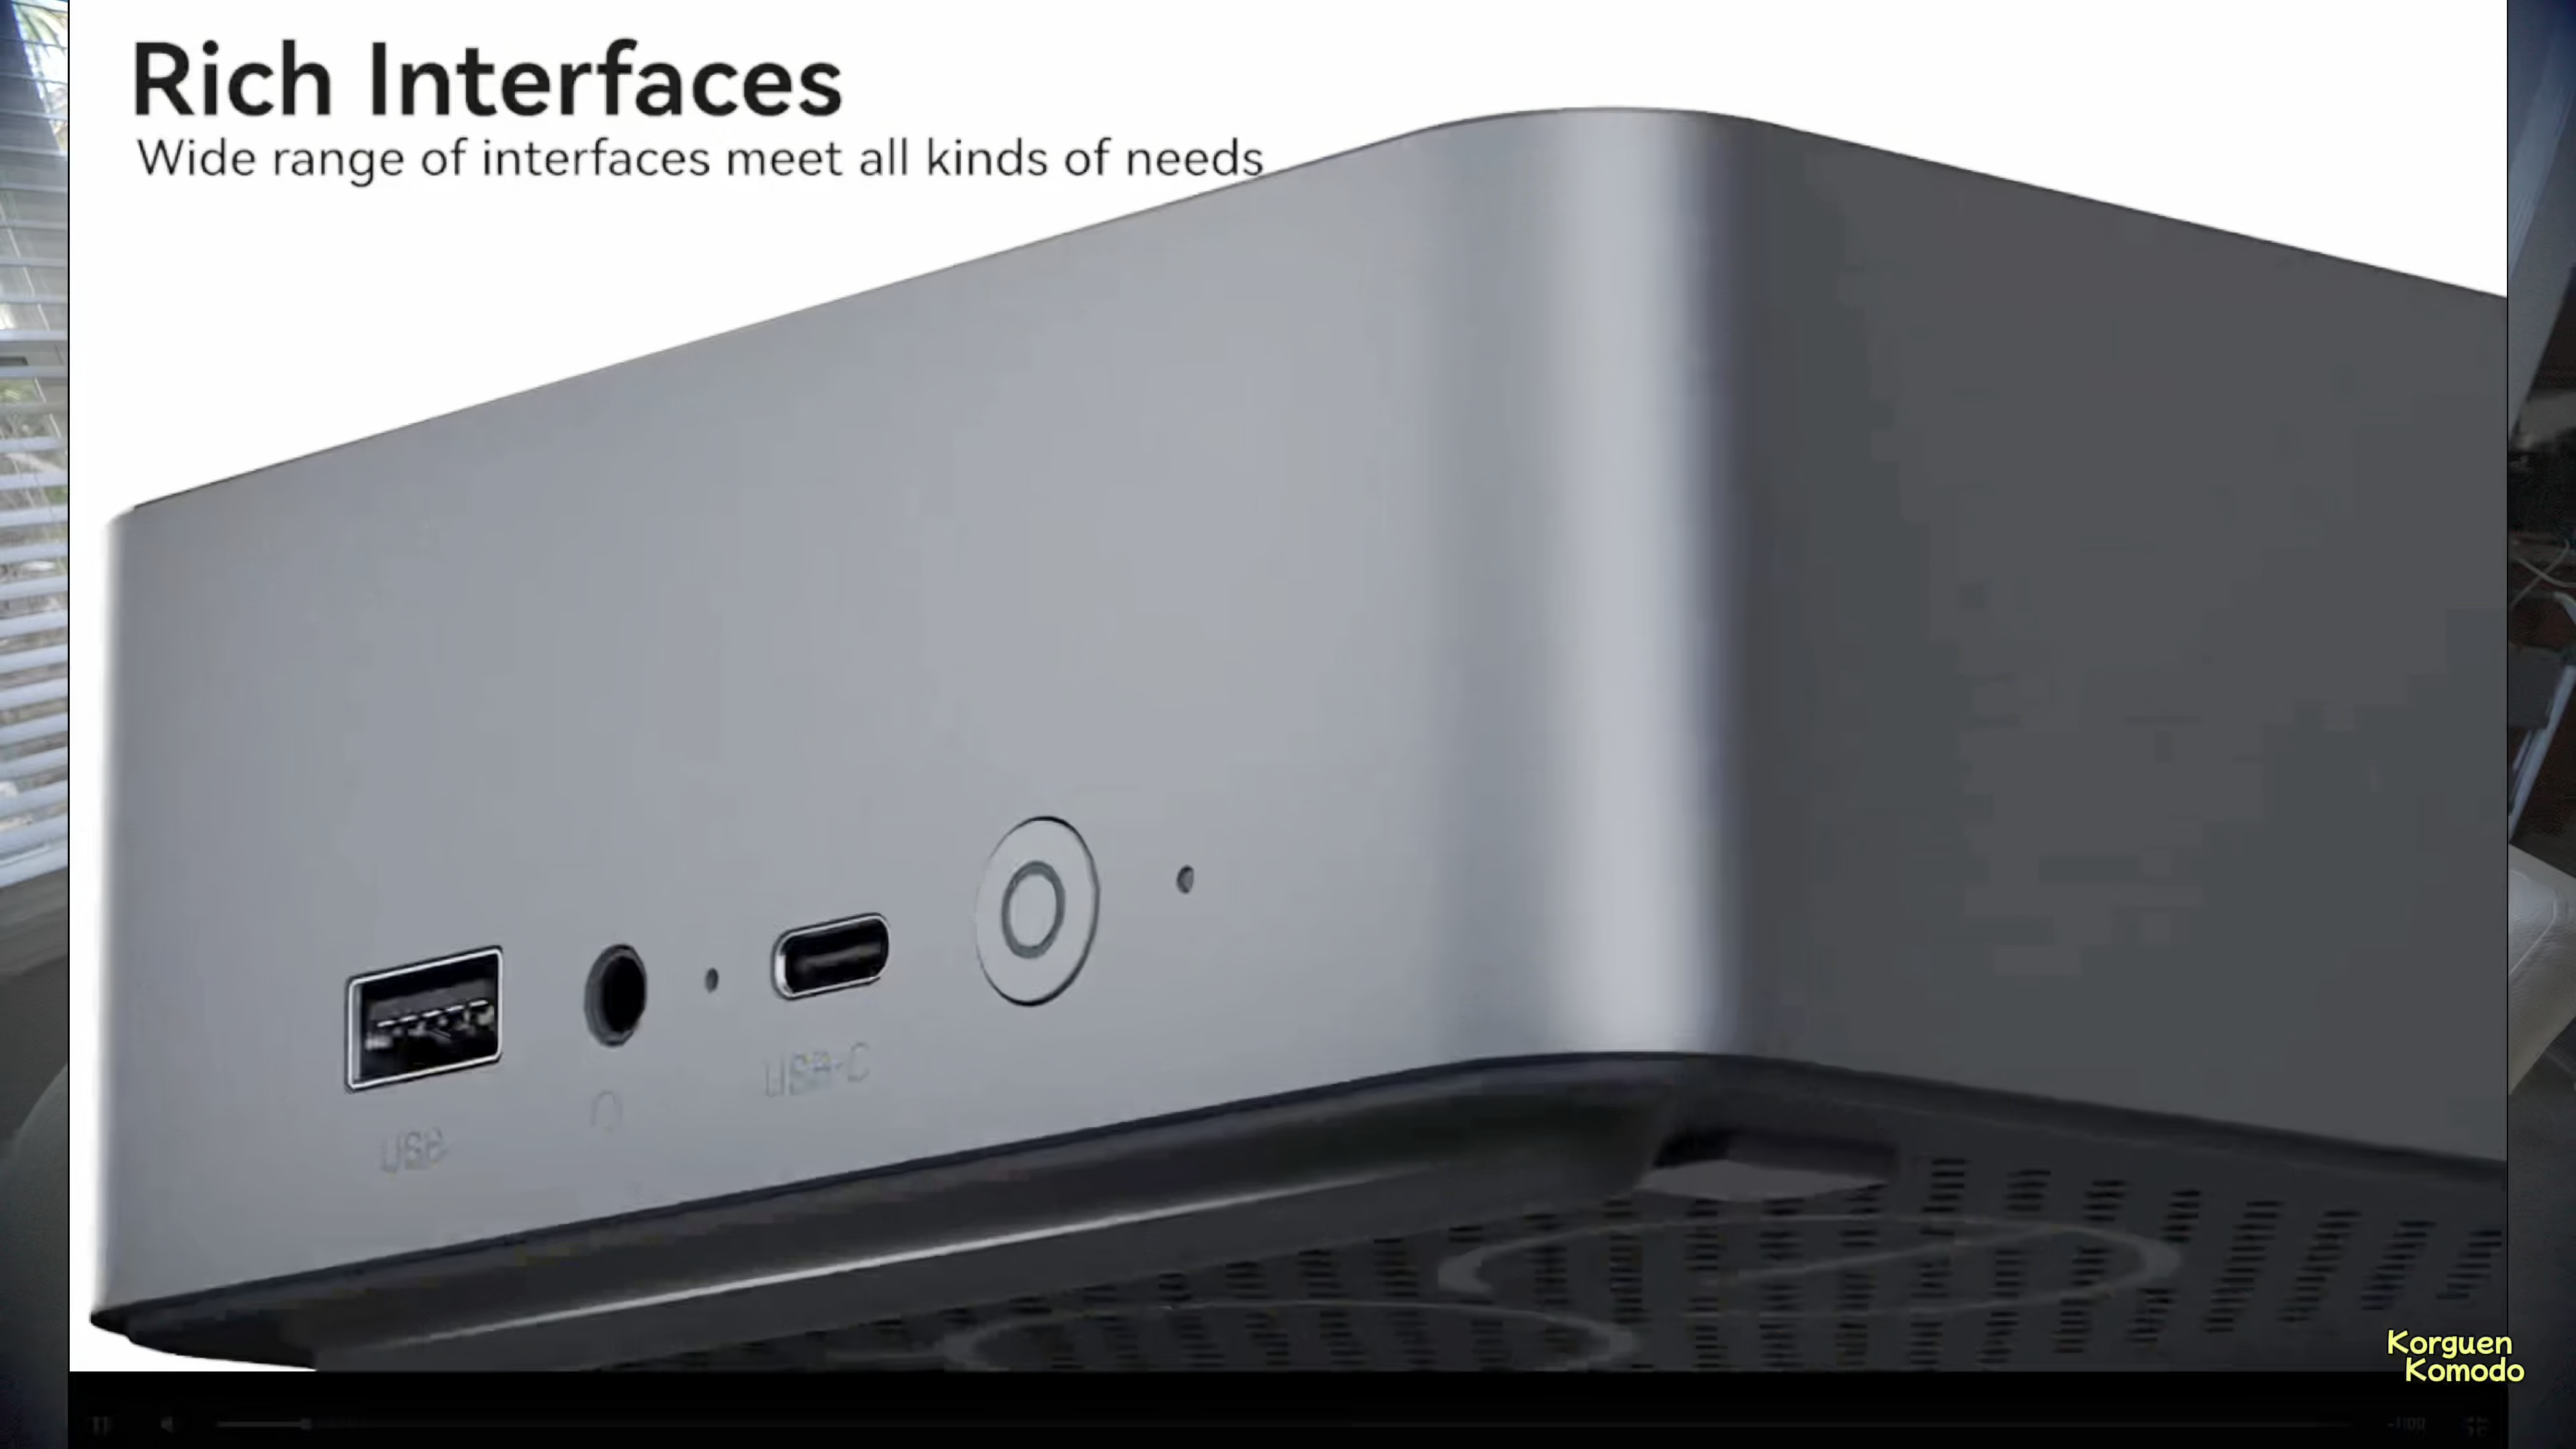 Rich Interfaces
Wide range of interfaces meet all kinds of needs
USB-C
USB
Korguen
Komodo